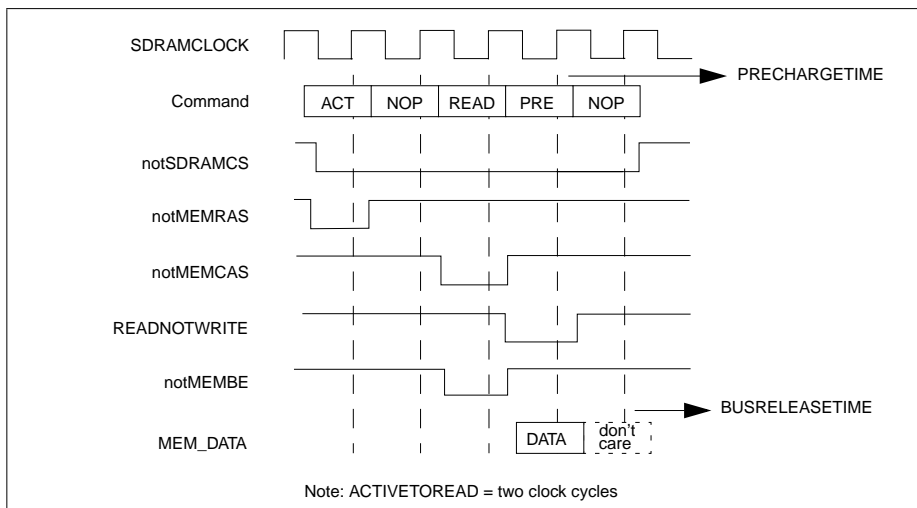 SDRAMCLOCK
PRECHARGETIME
Command ACT NOP READ PRE NOP
notSDRAMCS
notMEMRAS
notMEMCAS
READNOTWRITE
notMEMBE
BUSRELEASETIME
MEM_DATA DATA don't care
Note: ACTIVETOREAD = two clock cycles